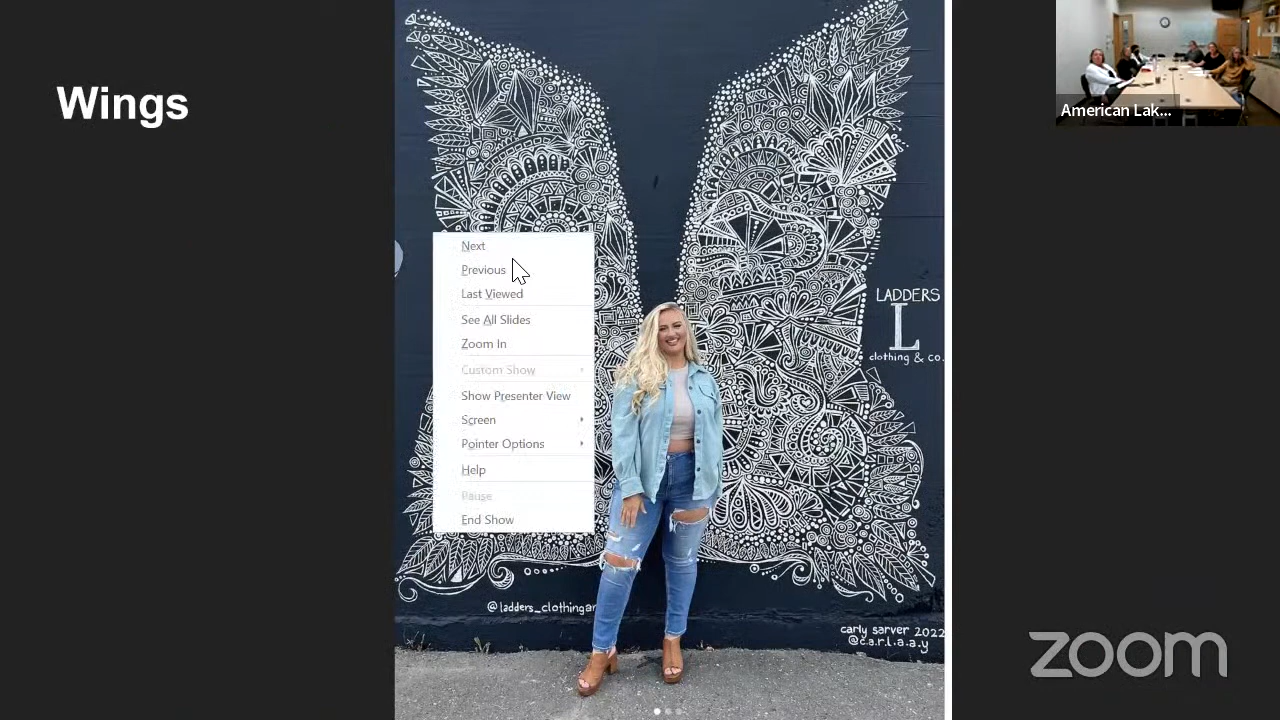 Wings
American Lak...
Next
Previous
Last Viewed
See All Slides
Zoom In
Custom Show
Show Presenter View
Screen
Pointer Options
Help
Pause
End Show
LADDERS
L
clothing & co.
@ladders_clothingan
carly sarver 2022
@c.a.r.l.a.a.y
zoom